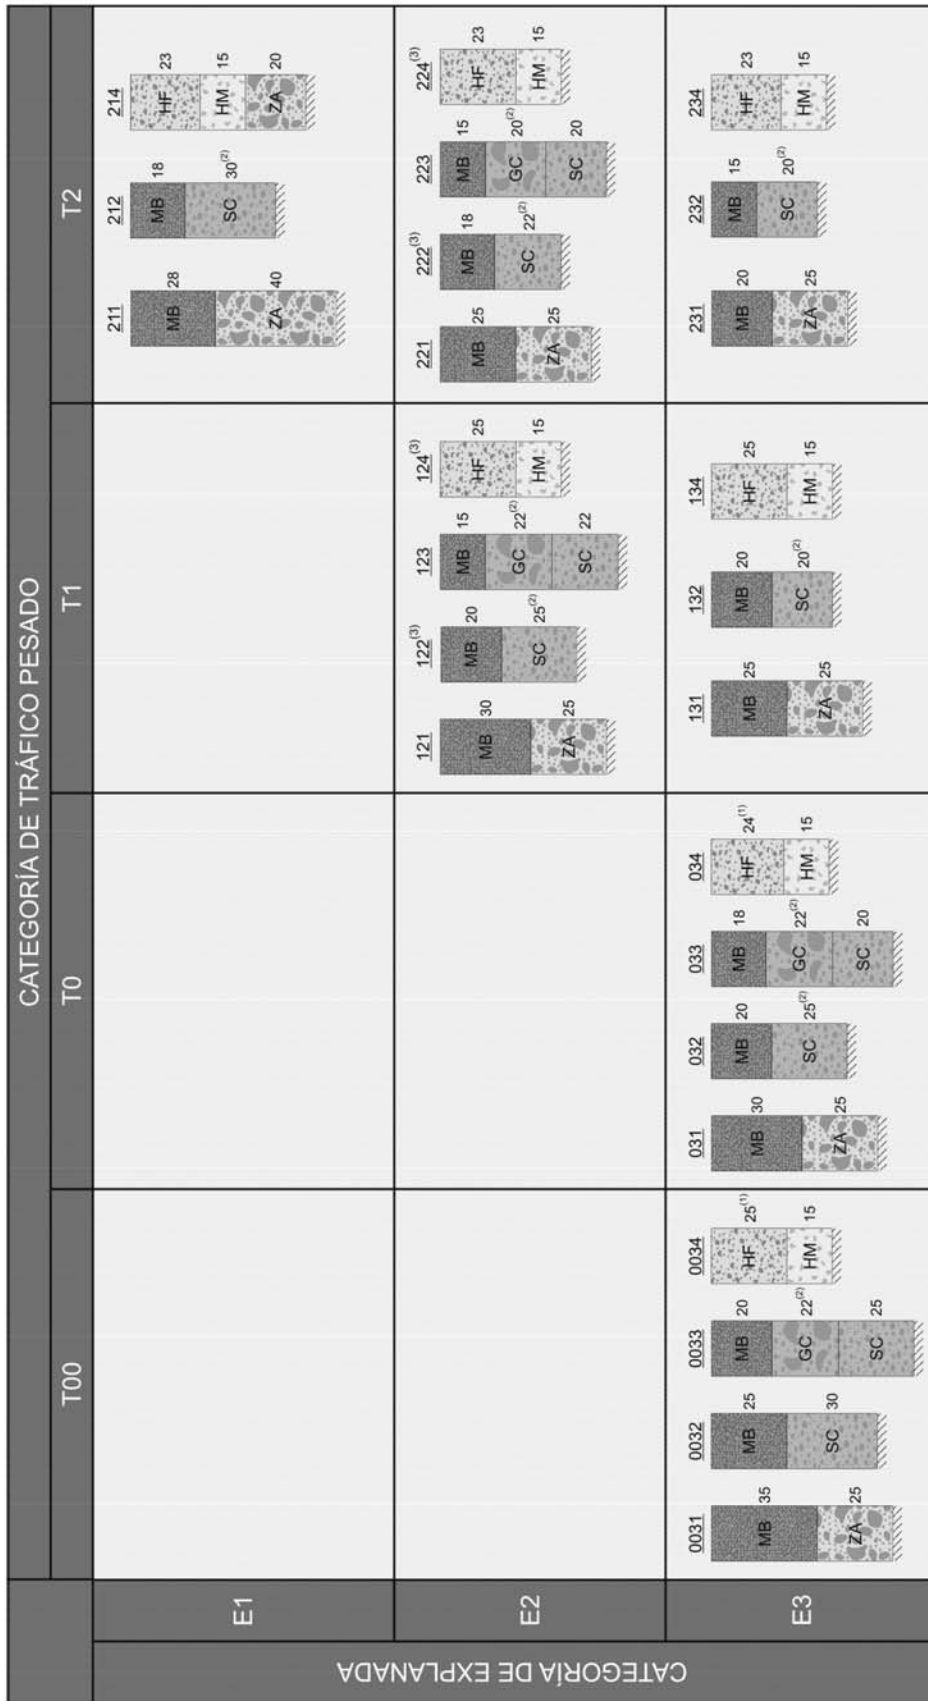 CATEGORÍA DE TRÁFICO PESADO
T00 T0 T1 T2
CATEGORÍA DE EXPLANADA
E1
211 212 214
MB 28
ZA 40
MB 18
SC 30(2)
HF 23
HM 15
ZA 20
E2
121 122(3) 123 124(3)
MB 30
ZA 25
MB 20
SC 25(2)
MB 15
GC 22(2)
SC 22
HF 25
HM 15
221 222(3) 223 224(3)
MB 25
ZA 25
MB 18
SC 22(2)
MB 15
GC 20(2)
SC 20
HF 23
HM 15
E3
0031 0032 0033 0034
MB 35
ZA 25
MB 25
SC 30
MB 20
GC 22(2)
SC 25
HF 25(1)
HM 15
031 032 033 034
MB 30
ZA 25
MB 20
SC 25(2)
MB 18
GC 22(2)
SC 20
HF 24(1)
HM 15
131 132 134
MB 25
ZA 25
MB 20
SC 20(2)
HF 25
HM 15
231 232 234
MB 20
ZA 25
MB 15
SC 20(2)
HF 23
HM 15